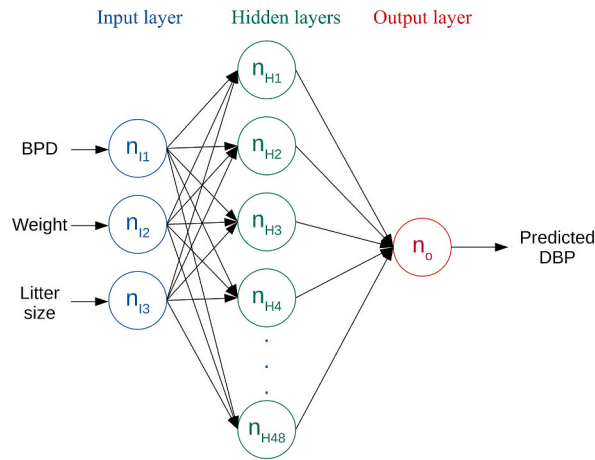 Input layer
Hidden layers
Output layer
BPD
Weight
Litter
size
nI1
nI2
nI3
nH1
nH2
nH3
nH4
nH48
no
Predicted
DBP